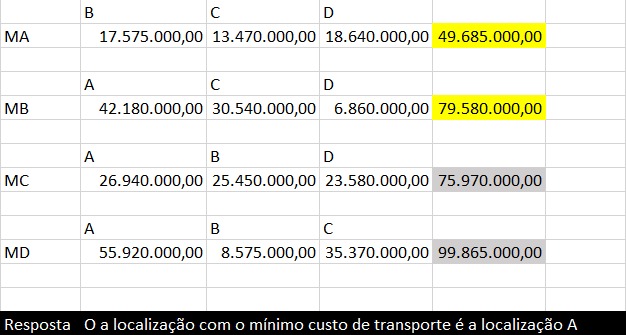 B C D
MA 17.575.000,00 13.470.000,00 18.640.000,00 49.685.000,00
A C D
MB 42.180.000,00 30.540.000,00 6.860.000,00 79.580.000,00
A B D
MC 26.940.000,00 25.450.000,00 23.580.000,00 75.970.000,00
A B C
MD 55.920.000,00 8.575.000,00 35.370.000,00 99.865.000,00
Resposta O a localização com o mínimo custo de transporte é a localização A